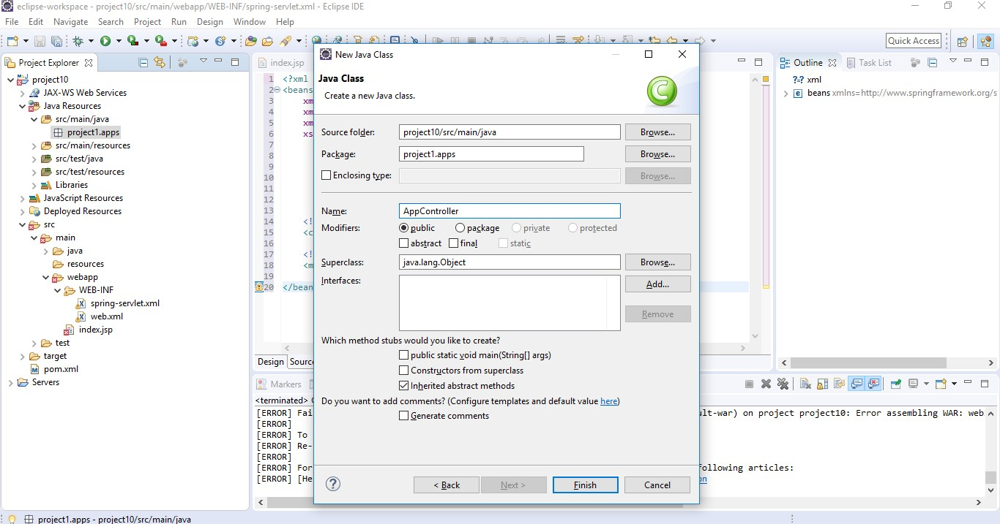 eclipse-workspace - project10/src/main/webapp/WEB-INF/spring-servlet.xml - Eclipse IDE
File Edit Navigate Search Project Run Design Window Help
Quick Access
Project Explorer
project10
JAX-WS Web Services
Java Resources
src/main/java
project1.apps
src/main/resources
src/test/java
src/test/resources
Libraries
JavaScript Resources
Deployed Resources
src
main
java
resources
webapp
WEB-INF
spring-servlet.xml
web.xml
index.jsp
test
target
pom.xml
Servers
index.jsp
1 <?xml
2 <beans
3 xm
4 xm
5 xm
6 xs
7
8
9
10
11
12
13
14 <!
15 <c
16
17 <!
18 <m
19
20 </bean
Design Sourc
New Java Class
Java Class
Create a new Java class.
Source folder: project10/src/main/java Browse...
Package: project1.apps Browse...
Enclosing type: Browse...
Name: AppController
Modifiers: public package private protected
abstract final static
Superclass: java.lang.Object Browse...
Interfaces: Add...
Remove
Which method stubs would you like to create?
public static void main(String[] args)
Constructors from superclass
Inherited abstract methods
Do you want to add comments? (Configure templates and default value here)
Generate comments
< Back Next > Finish Cancel
Outline Task List
?-? xml
beans xmlns=http://www.springframework.org/s
Markers
<terminated>
[ERROR] Fai ult-war) on project project10: Error assembling WAR: web
[ERROR]
[ERROR] To
[ERROR] Re-
[ERROR]
[ERROR] For ollowing articles:
[ERROR] [He on
project1.apps - project10/src/main/java